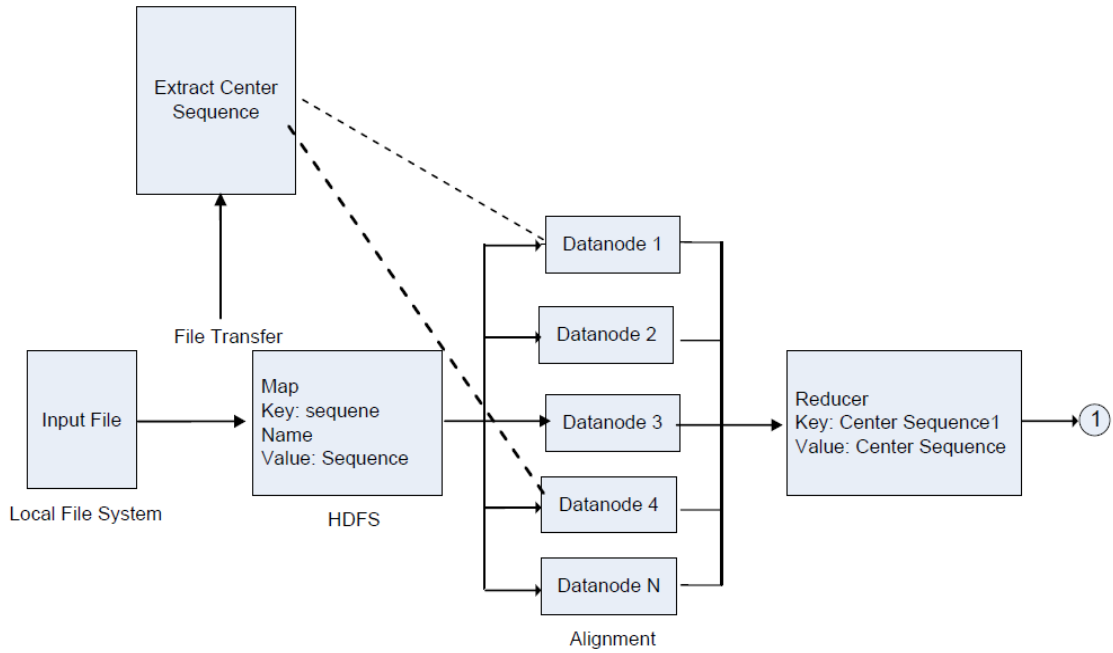 Extract Center
Sequence
File Transfer
Input File
Local File System
Map
Key: sequene
Name
Value: Sequence
HDFS
Datanode 1
Datanode 2
Datanode 3
Datanode 4
Datanode N
Alignment
Reducer
Key: Center Sequence1
Value: Center Sequence
1